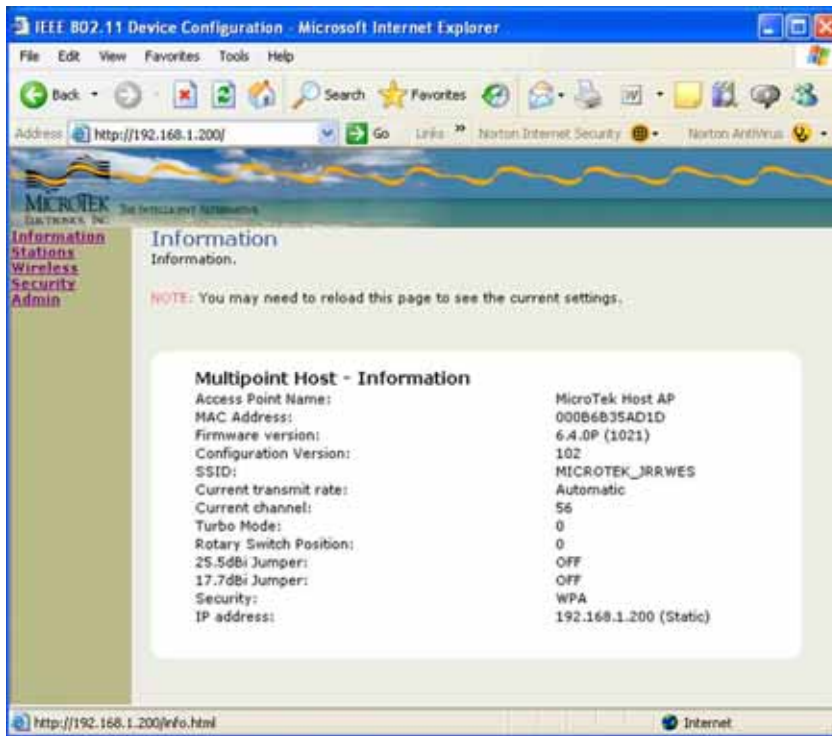 IEEE 802.11 Device Configuration - Microsoft Internet Explorer
File Edit View Favorites Tools Help
Back Search Favorites
Address http://192.168.1.200/ Go Links » Norton Internet Security Norton AntiVirus
MICROTEK
ELECTRONICS, INC. THE INTELLIGENT ALTERNATIVE
Information
Stations
Wireless
Security
Admin
Information
Information.
NOTE: You may need to reload this page to see the current settings.
Multipoint Host - Information
Access Point Name: MicroTek Host AP
MAC Address: 000B6B35AD1D
Firmware version: 6.4.0P (1021)
Configuration Version: 102
SSID: MICROTEK_JRRWES
Current transmit rate: Automatic
Current channel: 56
Turbo Mode: 0
Rotary Switch Position: 0
25.5dBi Jumper: OFF
17.7dBi Jumper: OFF
Security: WPA
IP address: 192.168.1.200 (Static)
http://192.168.1.200/info.html Internet